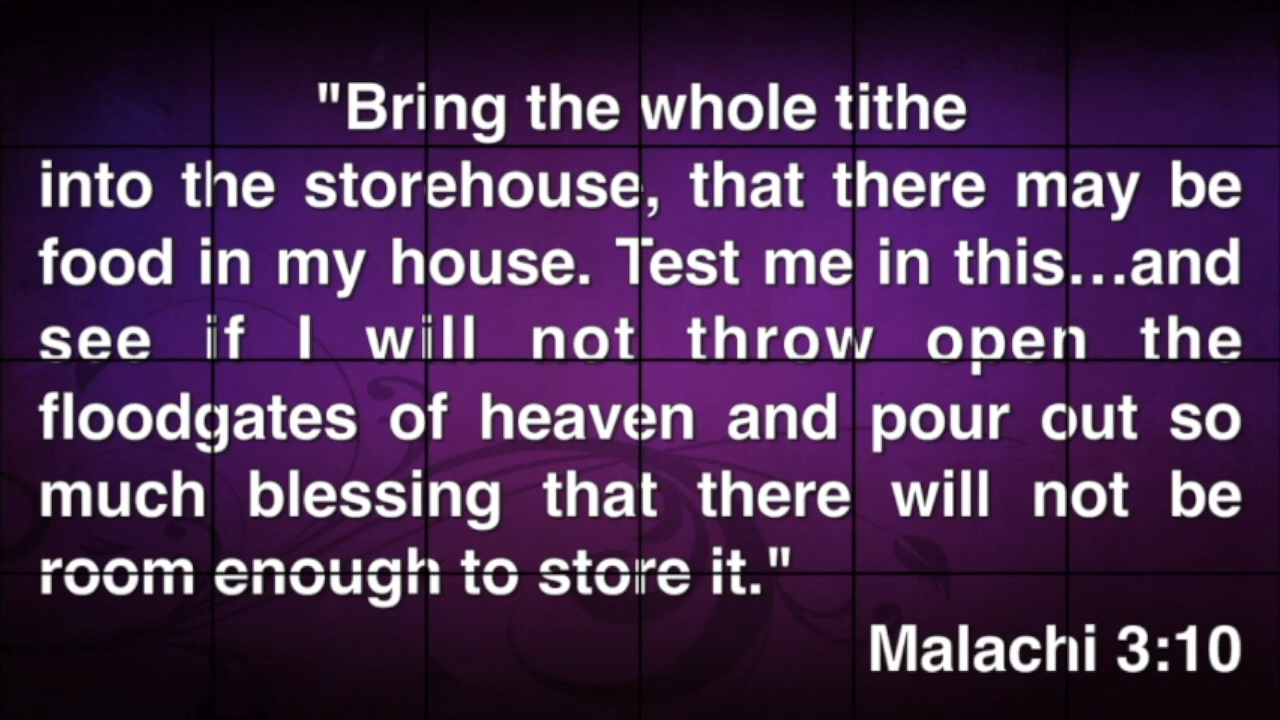 "Bring the whole tithe
into the storehouse, that there may be
food in my house. Test me in this...and
see if I will not throw open the
floodgates of heaven and pour out so
much blessing that there will not be
room enough to store it."
Malachi 3:10